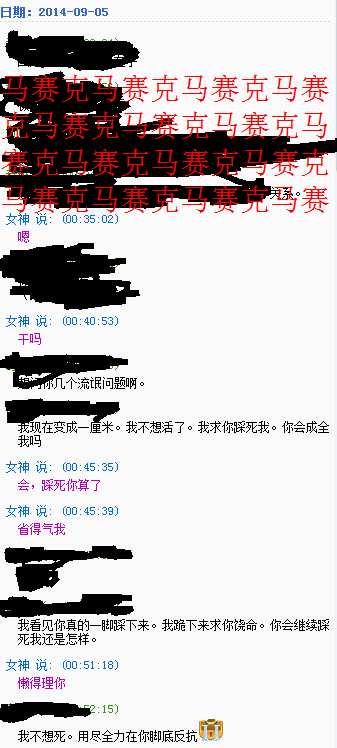 日期：2014-09-05
马赛克马赛克马赛克马赛
克马赛克马赛克马赛克马
赛克马赛克马赛克马赛克
马赛克马赛克马赛克马赛
关系。
女神 说: (00:35:02)
嗯
女神 说: (00:40:53)
干吗
问你几个流氓问题啊。
我现在变成一厘米。我不想活了。我求你踩死我。你会成全
我吗
女神 说: (00:45:35)
会，踩死你算了
女神 说: (00:45:39)
省得气我
我看见你真的一脚踩下来。我跪下来求你饶命。你会继续踩
死我还是怎样。
女神 说: (00:51:18)
懒得理你
52:15)
我不想死。用尽全力在你脚底反抗